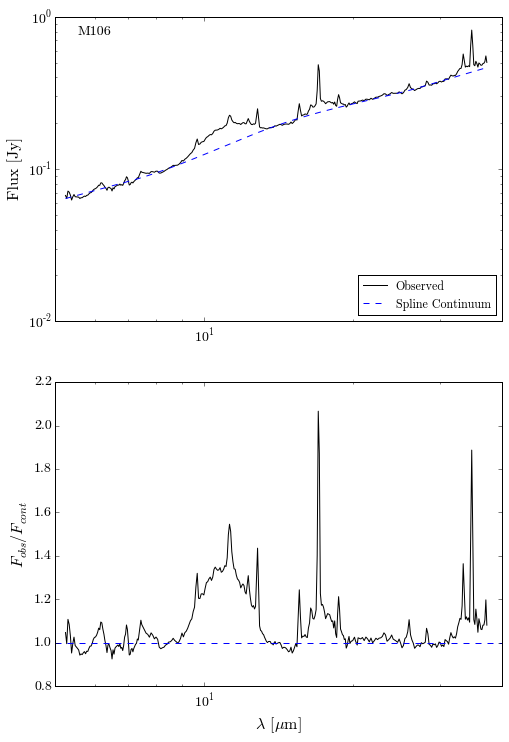 M106
10^0
10^-1
10^-2
Flux [Jy]
Observed
Spline Continuum
10^1
2.2
2.0
1.8
1.6
1.4
1.2
1.0
0.8
F_obs/F_cont
10^1
λ [μm]